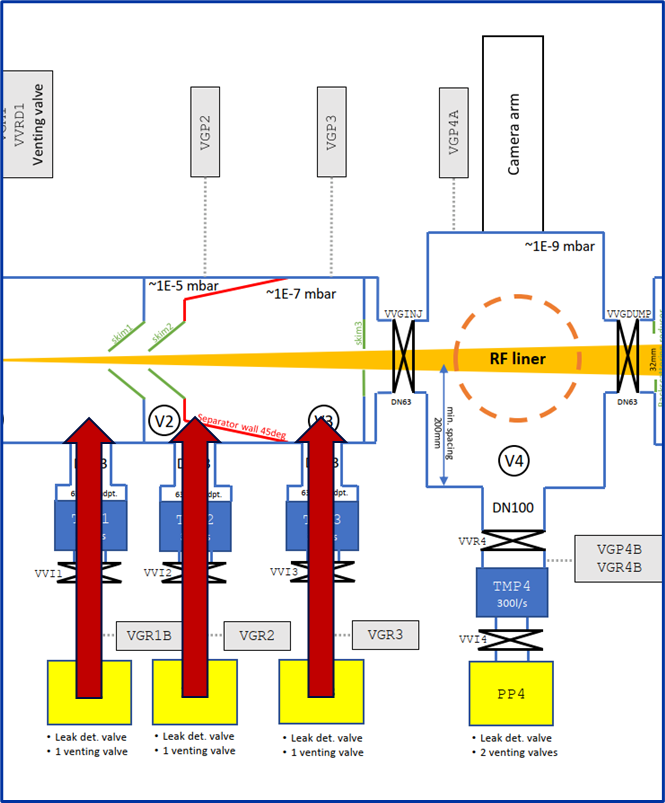 VVRD1
Venting valve
VGP2
VGP3
VGP4A
Camera arm
~1E-9 mbar
~1E-5 mbar
~1E-7 mbar
VVGINJ
VVGDUMP
skim1
skim2
skim3
RF liner
32mm
DN63
DN63
min. spacing
200mm
V2
Separator wall 45deg.
V4
DN100
VVR4
VGP4B
VGR4B
VVI1
VVI2
VVI3
TMP4
300l/s
VVI4
VGR1B
VGR2
VGR3
PP4
• Leak det. valve
• 1 venting valve
• Leak det. valve
• 1 venting valve
• Leak det. valve
• 1 venting valve
• Leak det. valve
• 2 venting valves